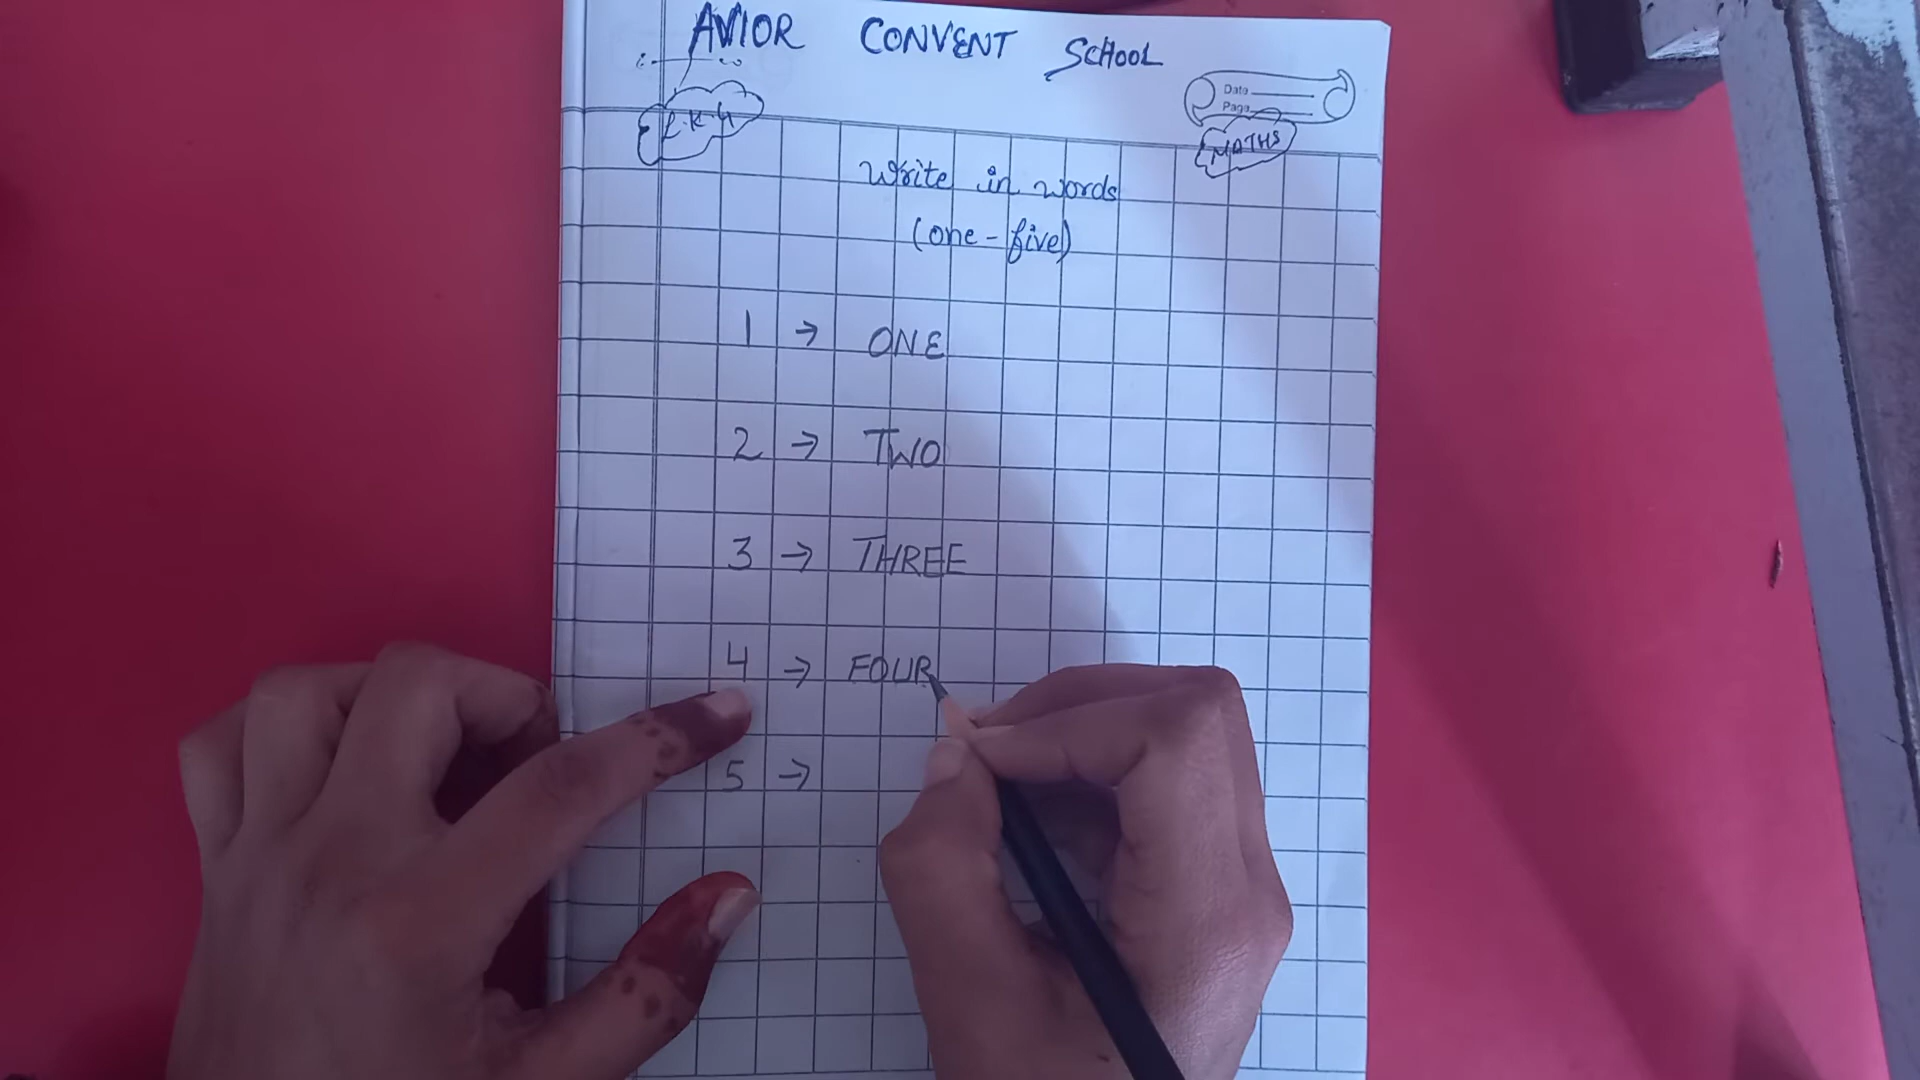 AVIOR CONVENT SCHOOL
Date
Page
L.K.G
MATHS
Write in words
(one-five)
1 → ONE
2 → TWO
3 → THREE
4 → FOUR
5 →